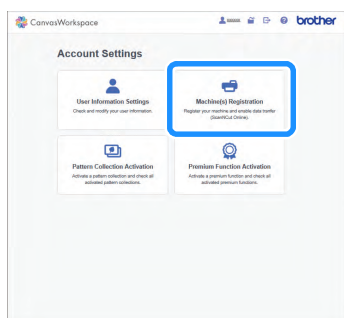 CanvasWorkspace
brother
Account Settings
User Information Settings
Check and modify your user information.
Machine(s) Registration
Register your machine and enable data tranfer
(ScanNCut Online).
Pattern Collection Activation
Activate a pattern collection and check all
activated pattern collections.
Premium Function Activation
Activate a premium function and check all
activated premium functions.